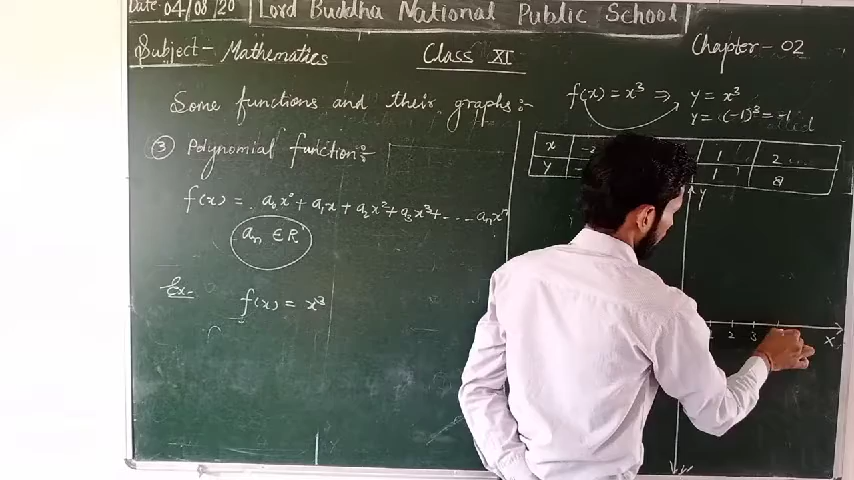 Date: 04/08/20 Lord Buddha National Public School
Subject:- Mathematics Class XI Chapter - 02
Some functions and their graphs:-
③ Polynomial function:-
f(x) = a₀x⁰ + a₁x + a₂x² + a₃x³ + .... aₙxⁿ
aₙ ∈ R
Ex.- f(x) = x³
f(x) = x³ ⇒ y = x³
y = (-1)³ = -1
x -2 1 2 ...
y 1 8
Y
2 3
X